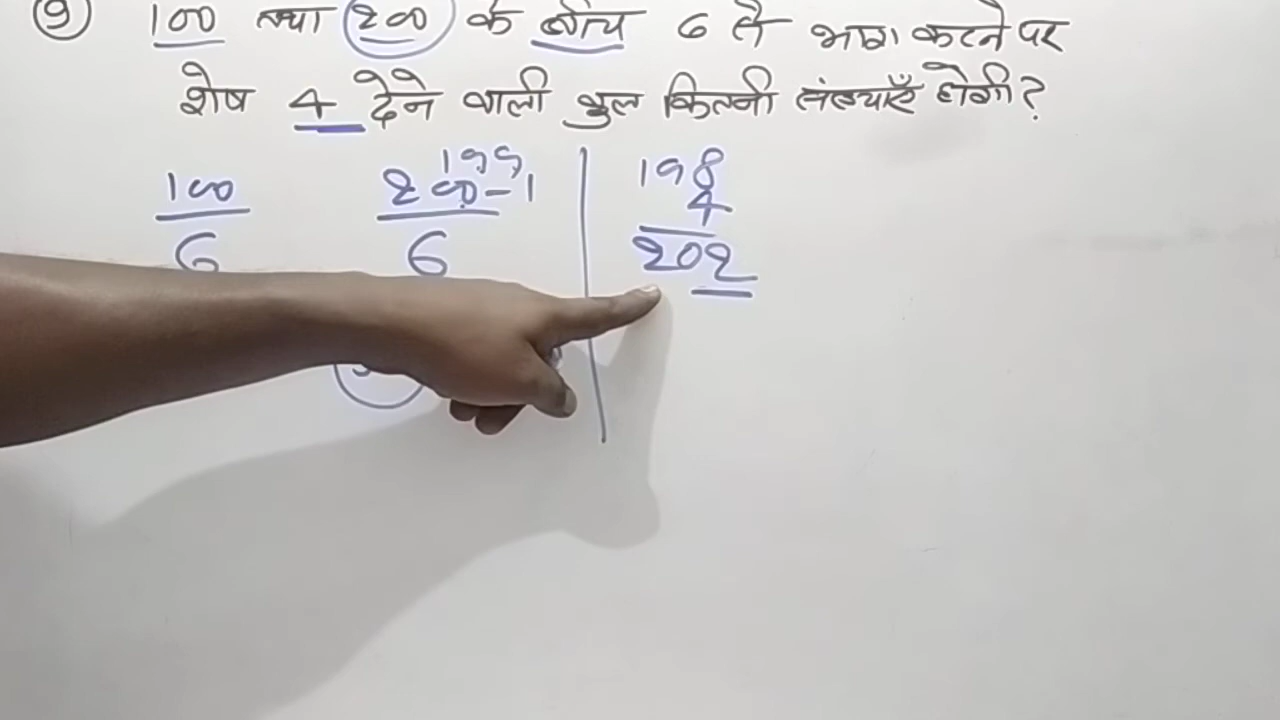 9 100 तथा 200 के बीच 6 से भाग करने पर
शेष 4 देने वाली कुल कितनी संख्याएँ होगी?
199
100 200-1 198
6 6 4
202